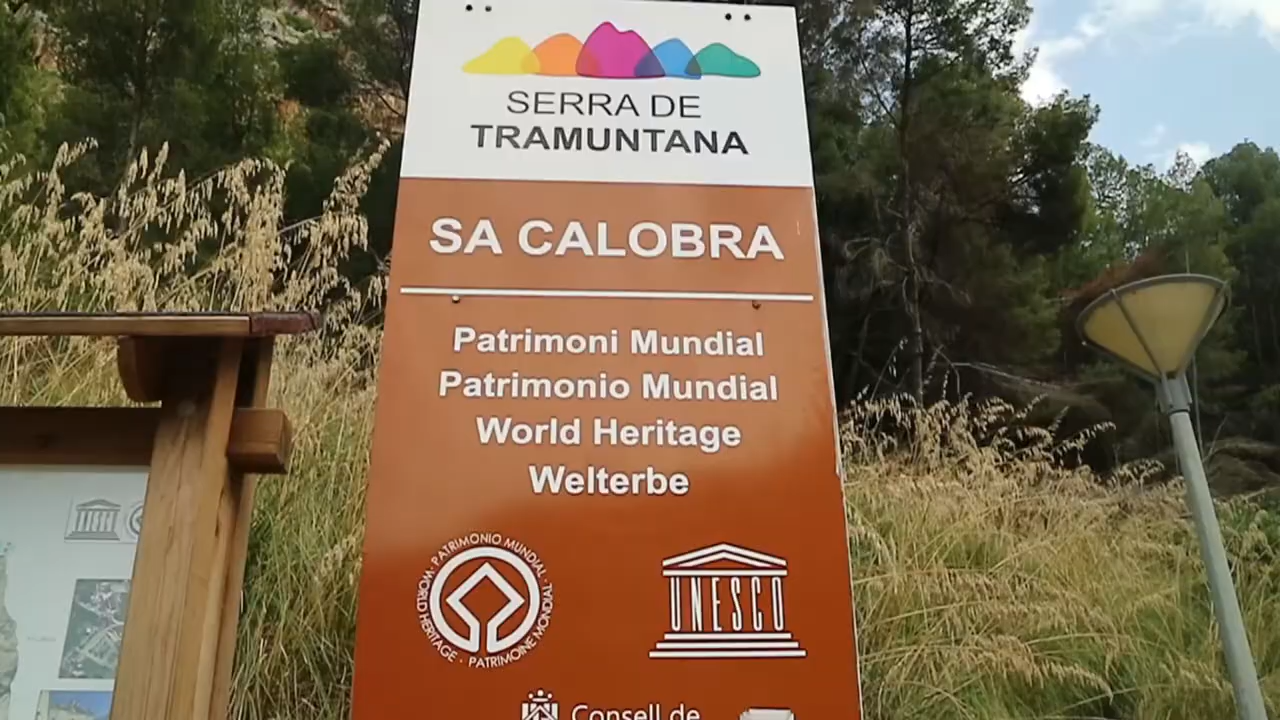 SERRA DE
TRAMUNTANA
SA CALOBRA
Patrimoni Mundial
Patrimonio Mundial
World Heritage
Welterbe
WORLD HERITAGE · PATRIMONIO MUNDIAL · PATRIMOINE MONDIAL ·
UNESCO
Consell de
UNESCO